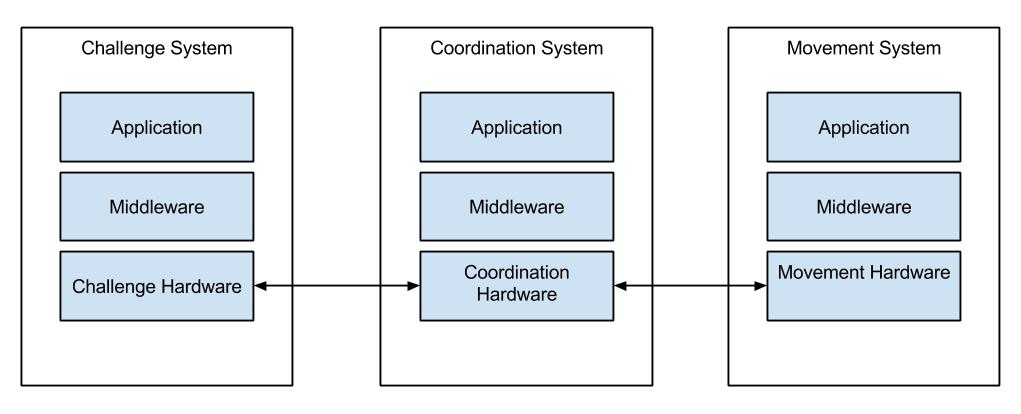 Challenge System
Application
Middleware
Challenge Hardware
Coordination System
Application
Middleware
Coordination
Hardware
Movement System
Application
Middleware
Movement Hardware